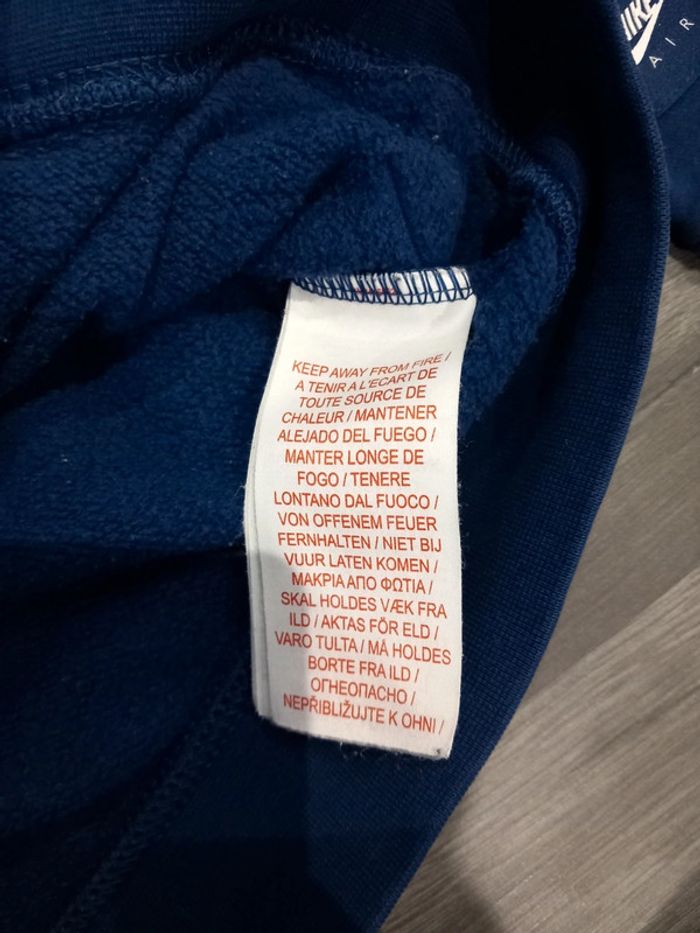 NIKE
AIR
KEEP AWAY FROM FIRE /
A TENIR A L'ECART DE
TOUTE SOURCE DE
CHALEUR / MANTENER
ALEJADO DEL FUEGO /
MANTER LONGE DE
FOGO / TENERE
LONTANO DAL FUOCO /
VON OFFENEM FEUER
FERNHALTEN / NIET BIJ
VUUR LATEN KOMEN /
ΜΑΚΡΙΑ ΑΠΟ ΦΩΤΙΑ /
SKAL HOLDES VÆK FRA
ILD / AKTAS FÖR ELD /
VARO TULTA / MÅ HOLDES
BORTE FRA ILD /
ОГНЕОПАСНО /
NEPŘIBLIŽUJTE K OHNI /